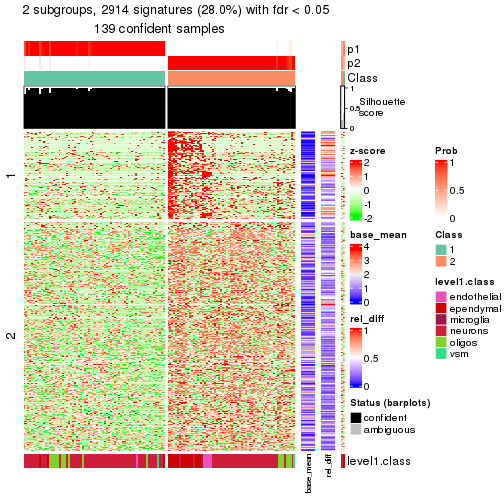 2 subgroups, 2914 signatures (28.0%) with fdr < 0.05
139 confident samples
p1
p2
Class
1
0.5
0
Silhouette
score
1
2
z-score
2
1
0
-1
-2
base_mean
4
3
2
1
0
rel_diff
1
0.5
0
Status (barplots)
confident
ambiguous
Prob
1
0.5
0
Class
1
2
level1.class
endothelial
ependymal
microglia
neurons
oligos
vsm
base_mean
rel_diff
level1.class